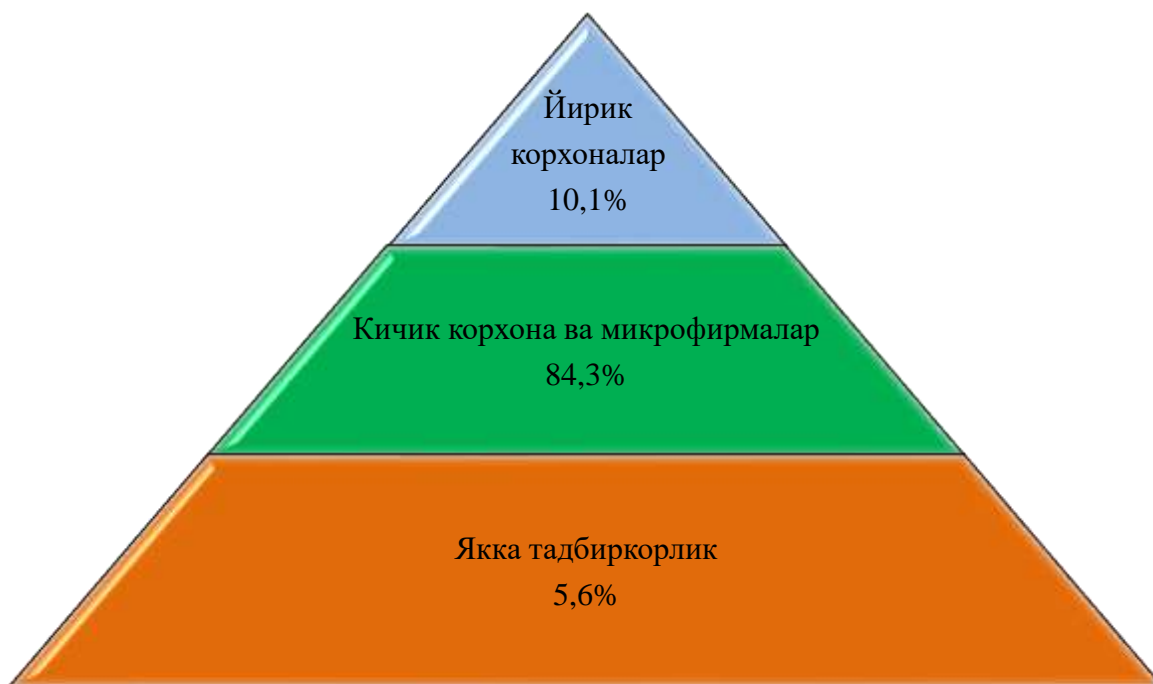 Йирик
корхоналар
10,1%
Кичик корхона ва микрофирмалар
84,3%
Якка тадбиркорлик
5,6%